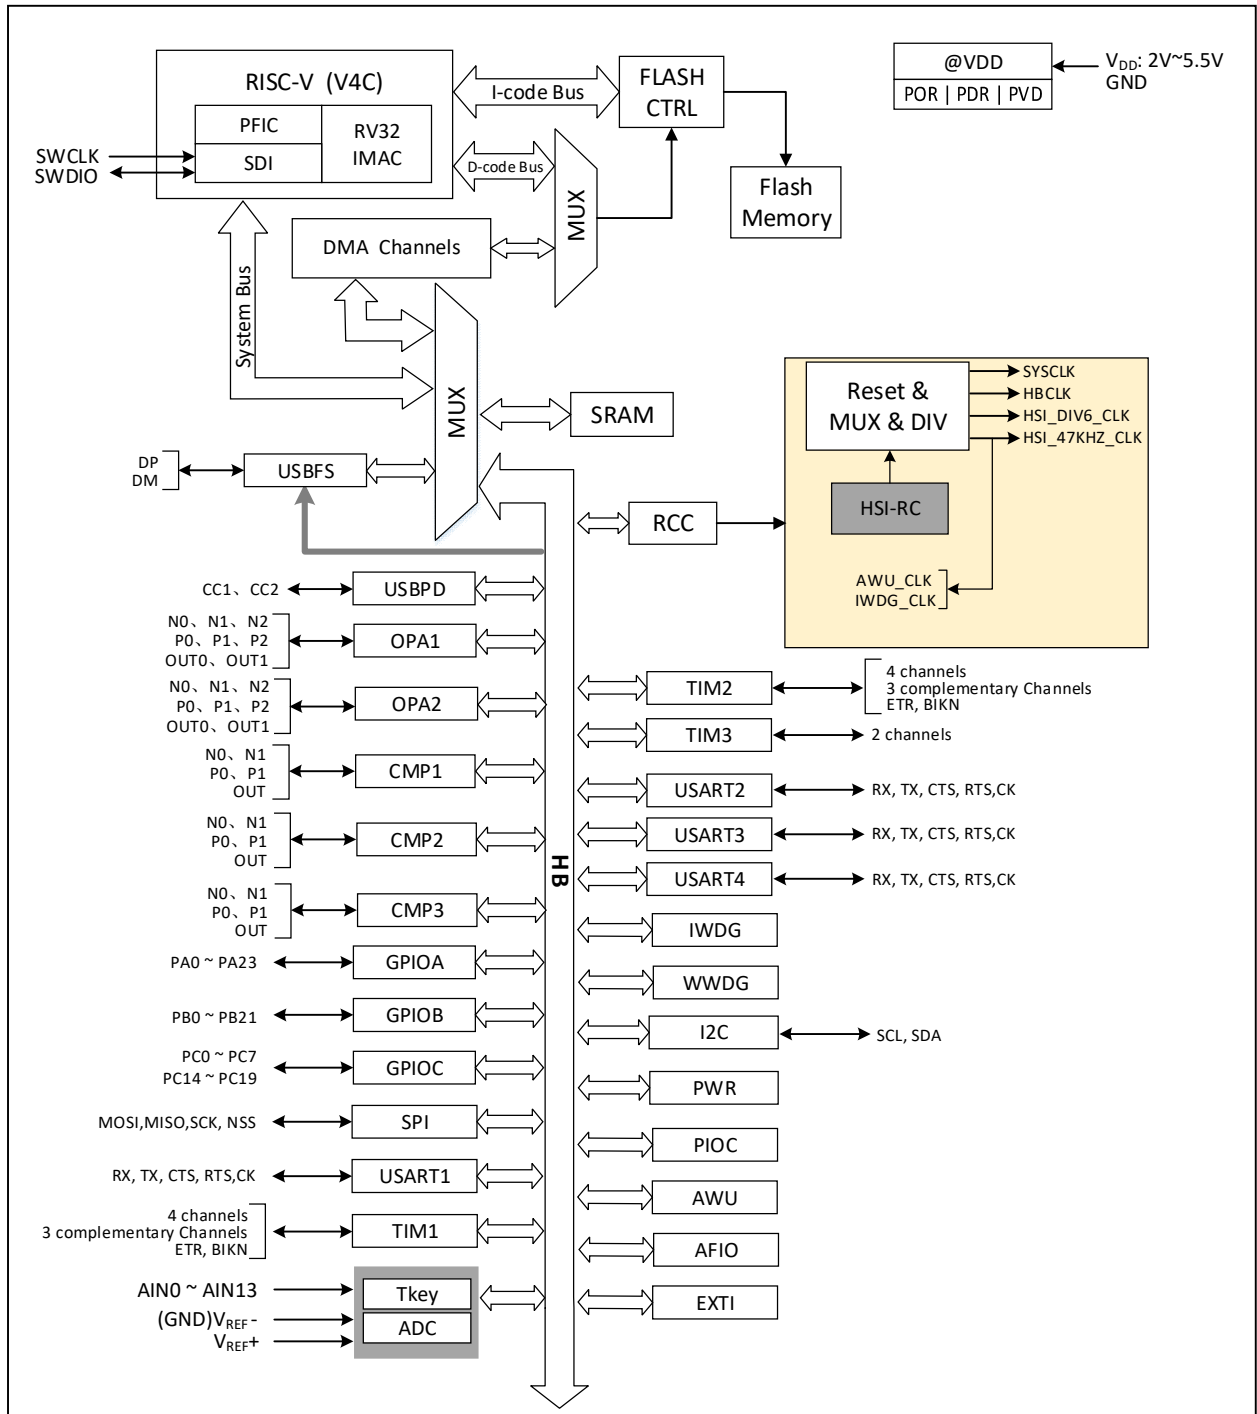 RISC-V (V4C)
PFIC
SDI
RV32
IMAC
SWCLK
SWDIO
I-code Bus
D-code Bus
FLASH
CTRL
MUX
Flash
Memory
@VDD
POR | PDR | PVD
VDD: 2V~5.5V
GND
DMA Channels
System Bus
MUX
SRAM
DP
DM
USBFS
RCC
Reset &
MUX & DIV
SYSCLK
HBCLK
HSI_DIV6_CLK
HSI_47KHZ_CLK
HSI-RC
AWU_CLK
IWDG_CLK
HB
CC1、CC2
USBPD
N0、N1、N2
P0、P1、P2
OUT0、OUT1
OPA1
N0、N1、N2
P0、P1、P2
OUT0、OUT1
OPA2
N0、N1
P0、P1
OUT
CMP1
N0、N1
P0、P1
OUT
CMP2
N0、N1
P0、P1
OUT
CMP3
PA0 ~ PA23
GPIOA
PB0 ~ PB21
GPIOB
PC0 ~ PC7
PC14 ~ PC19
GPIOC
MOSI,MISO,SCK, NSS
SPI
RX, TX, CTS, RTS,CK
USART1
4 channels
3 complementary Channels
ETR, BIKN
TIM1
AIN0 ~ AIN13
(GND)VREF -
VREF+
Tkey
ADC
TIM2
4 channels
3 complementary Channels
ETR, BIKN
TIM3
2 channels
USART2
RX, TX, CTS, RTS,CK
USART3
RX, TX, CTS, RTS,CK
USART4
RX, TX, CTS, RTS,CK
IWDG
WWDG
I2C
SCL, SDA
PWR
PIOC
AWU
AFIO
EXTI